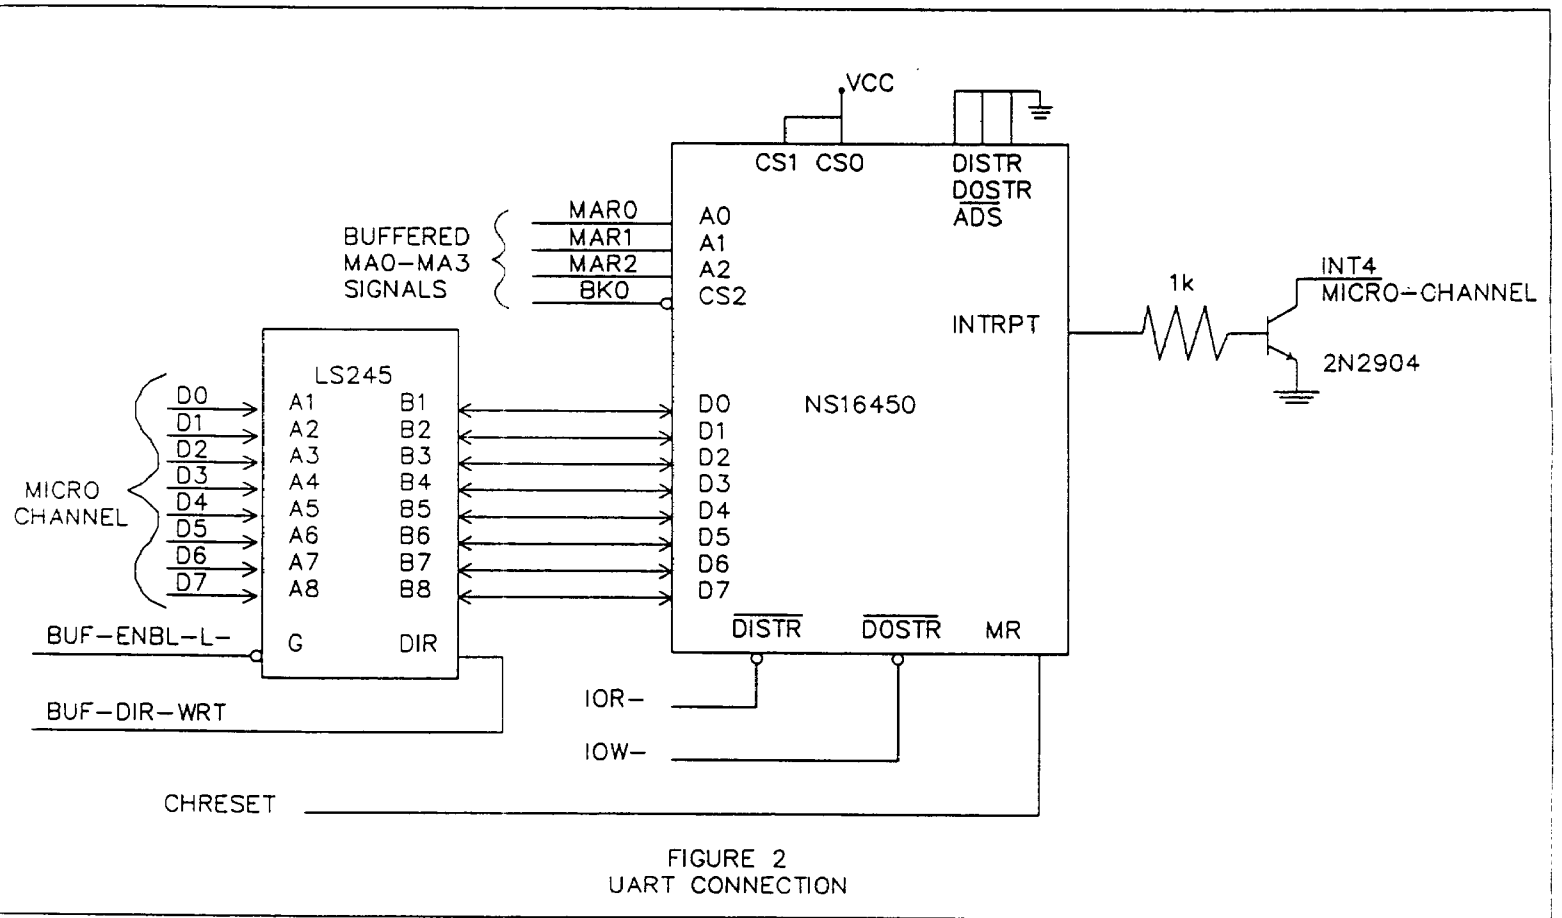 VCC
CS1 CS0
DISTR
DOSTR
ADS
BUFFERED
MA0-MA3
SIGNALS
MAR0
MAR1
MAR2
BK0
A0
A1
A2
CS2
INTRPT
1k
INT4
MICRO-CHANNEL
2N2904
NS16450
LS245
MICRO
CHANNEL
D0 A1 B1 D0
D1 A2 B2 D1
D2 A3 B3 D2
D3 A4 B4 D3
D4 A5 B5 D4
D5 A6 B6 D5
D6 A7 B7 D6
D7 A8 B8 D7
BUF-ENBL-L-
G DIR
DISTR DOSTR MR
BUF-DIR-WRT
IOR-
IOW-
CHRESET
FIGURE 2
UART CONNECTION